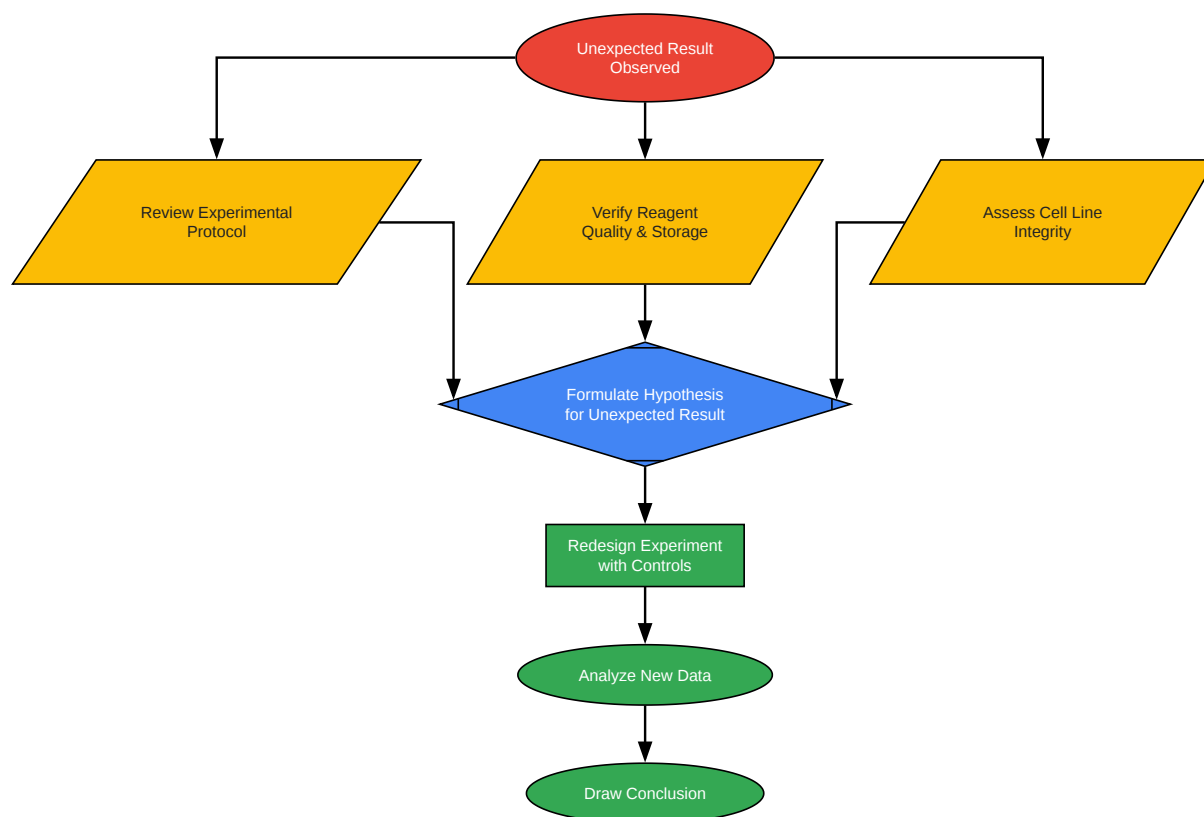 Unexpected Result
Observed
Review Experimental
Protocol
Verify Reagent
Quality & Storage
Assess Cell Line
Integrity
Formulate Hypothesis
for Unexpected Result
Redesign Experiment
with Controls
Analyze New Data
Draw Conclusion